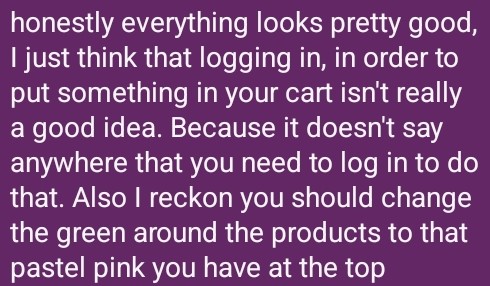 honestly everything looks pretty good,
I just think that logging in, in order to
put something in your cart isn't really
a good idea. Because it doesn't say
anywhere that you need to log in to do
that. Also I reckon you should change
the green around the products to that
pastel pink you have at the top